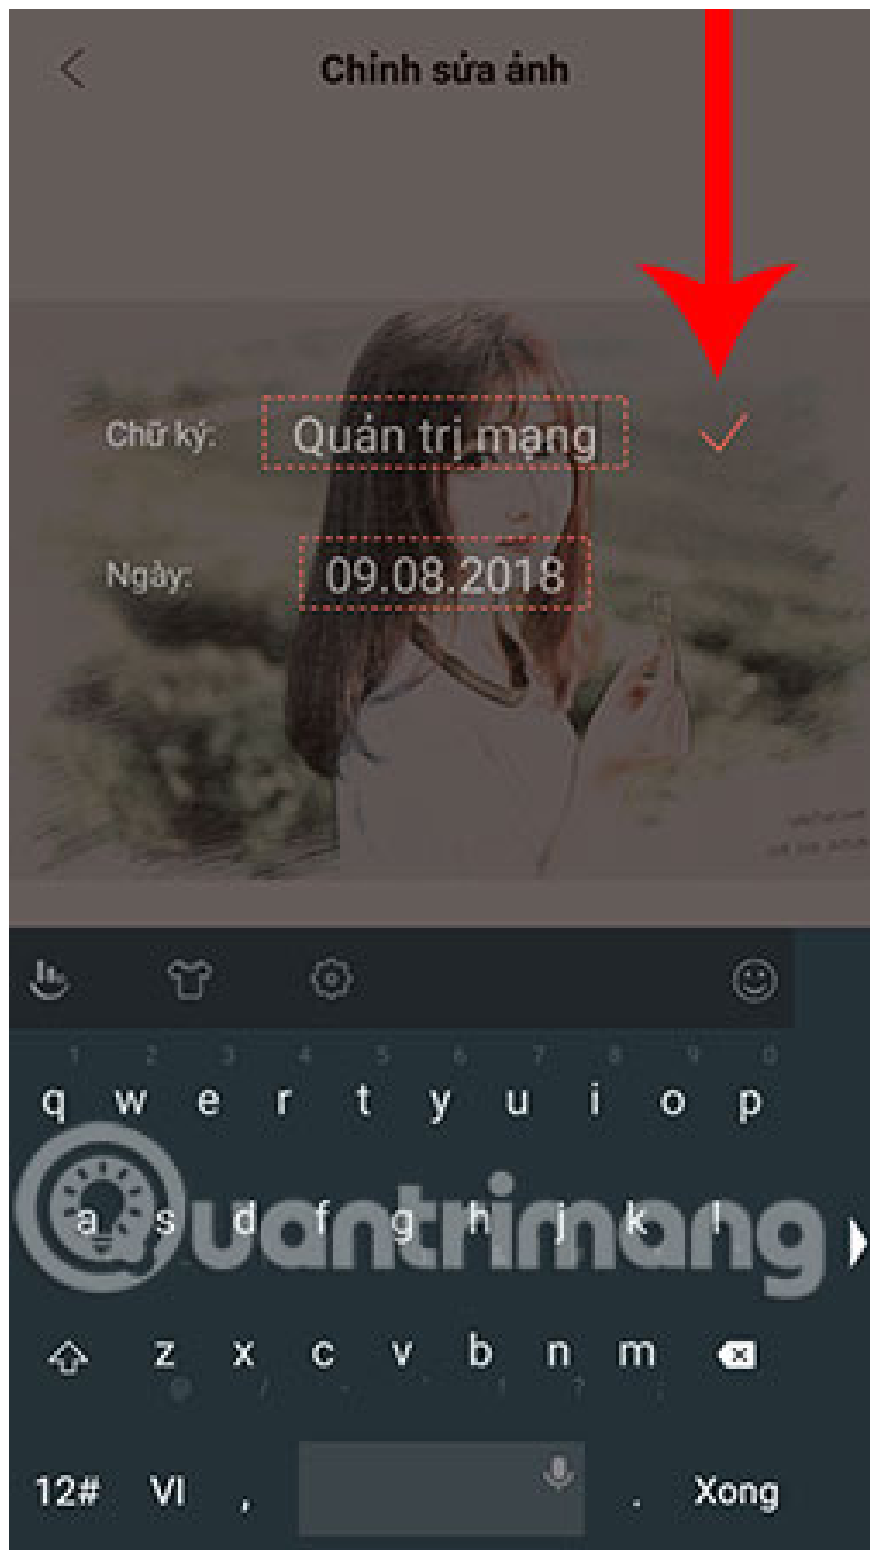 Chỉnh sửa ảnh
Chữ ký: Quản trị mạng
Ngày: 09.08.2018
1 2 3 4 5 6 7 8 9 0
q w e r t y u i o p
a s d f g h j k l
Quantrimang
z x c v b n m
@ / - ' ! ? ;
12# VI , . Xong